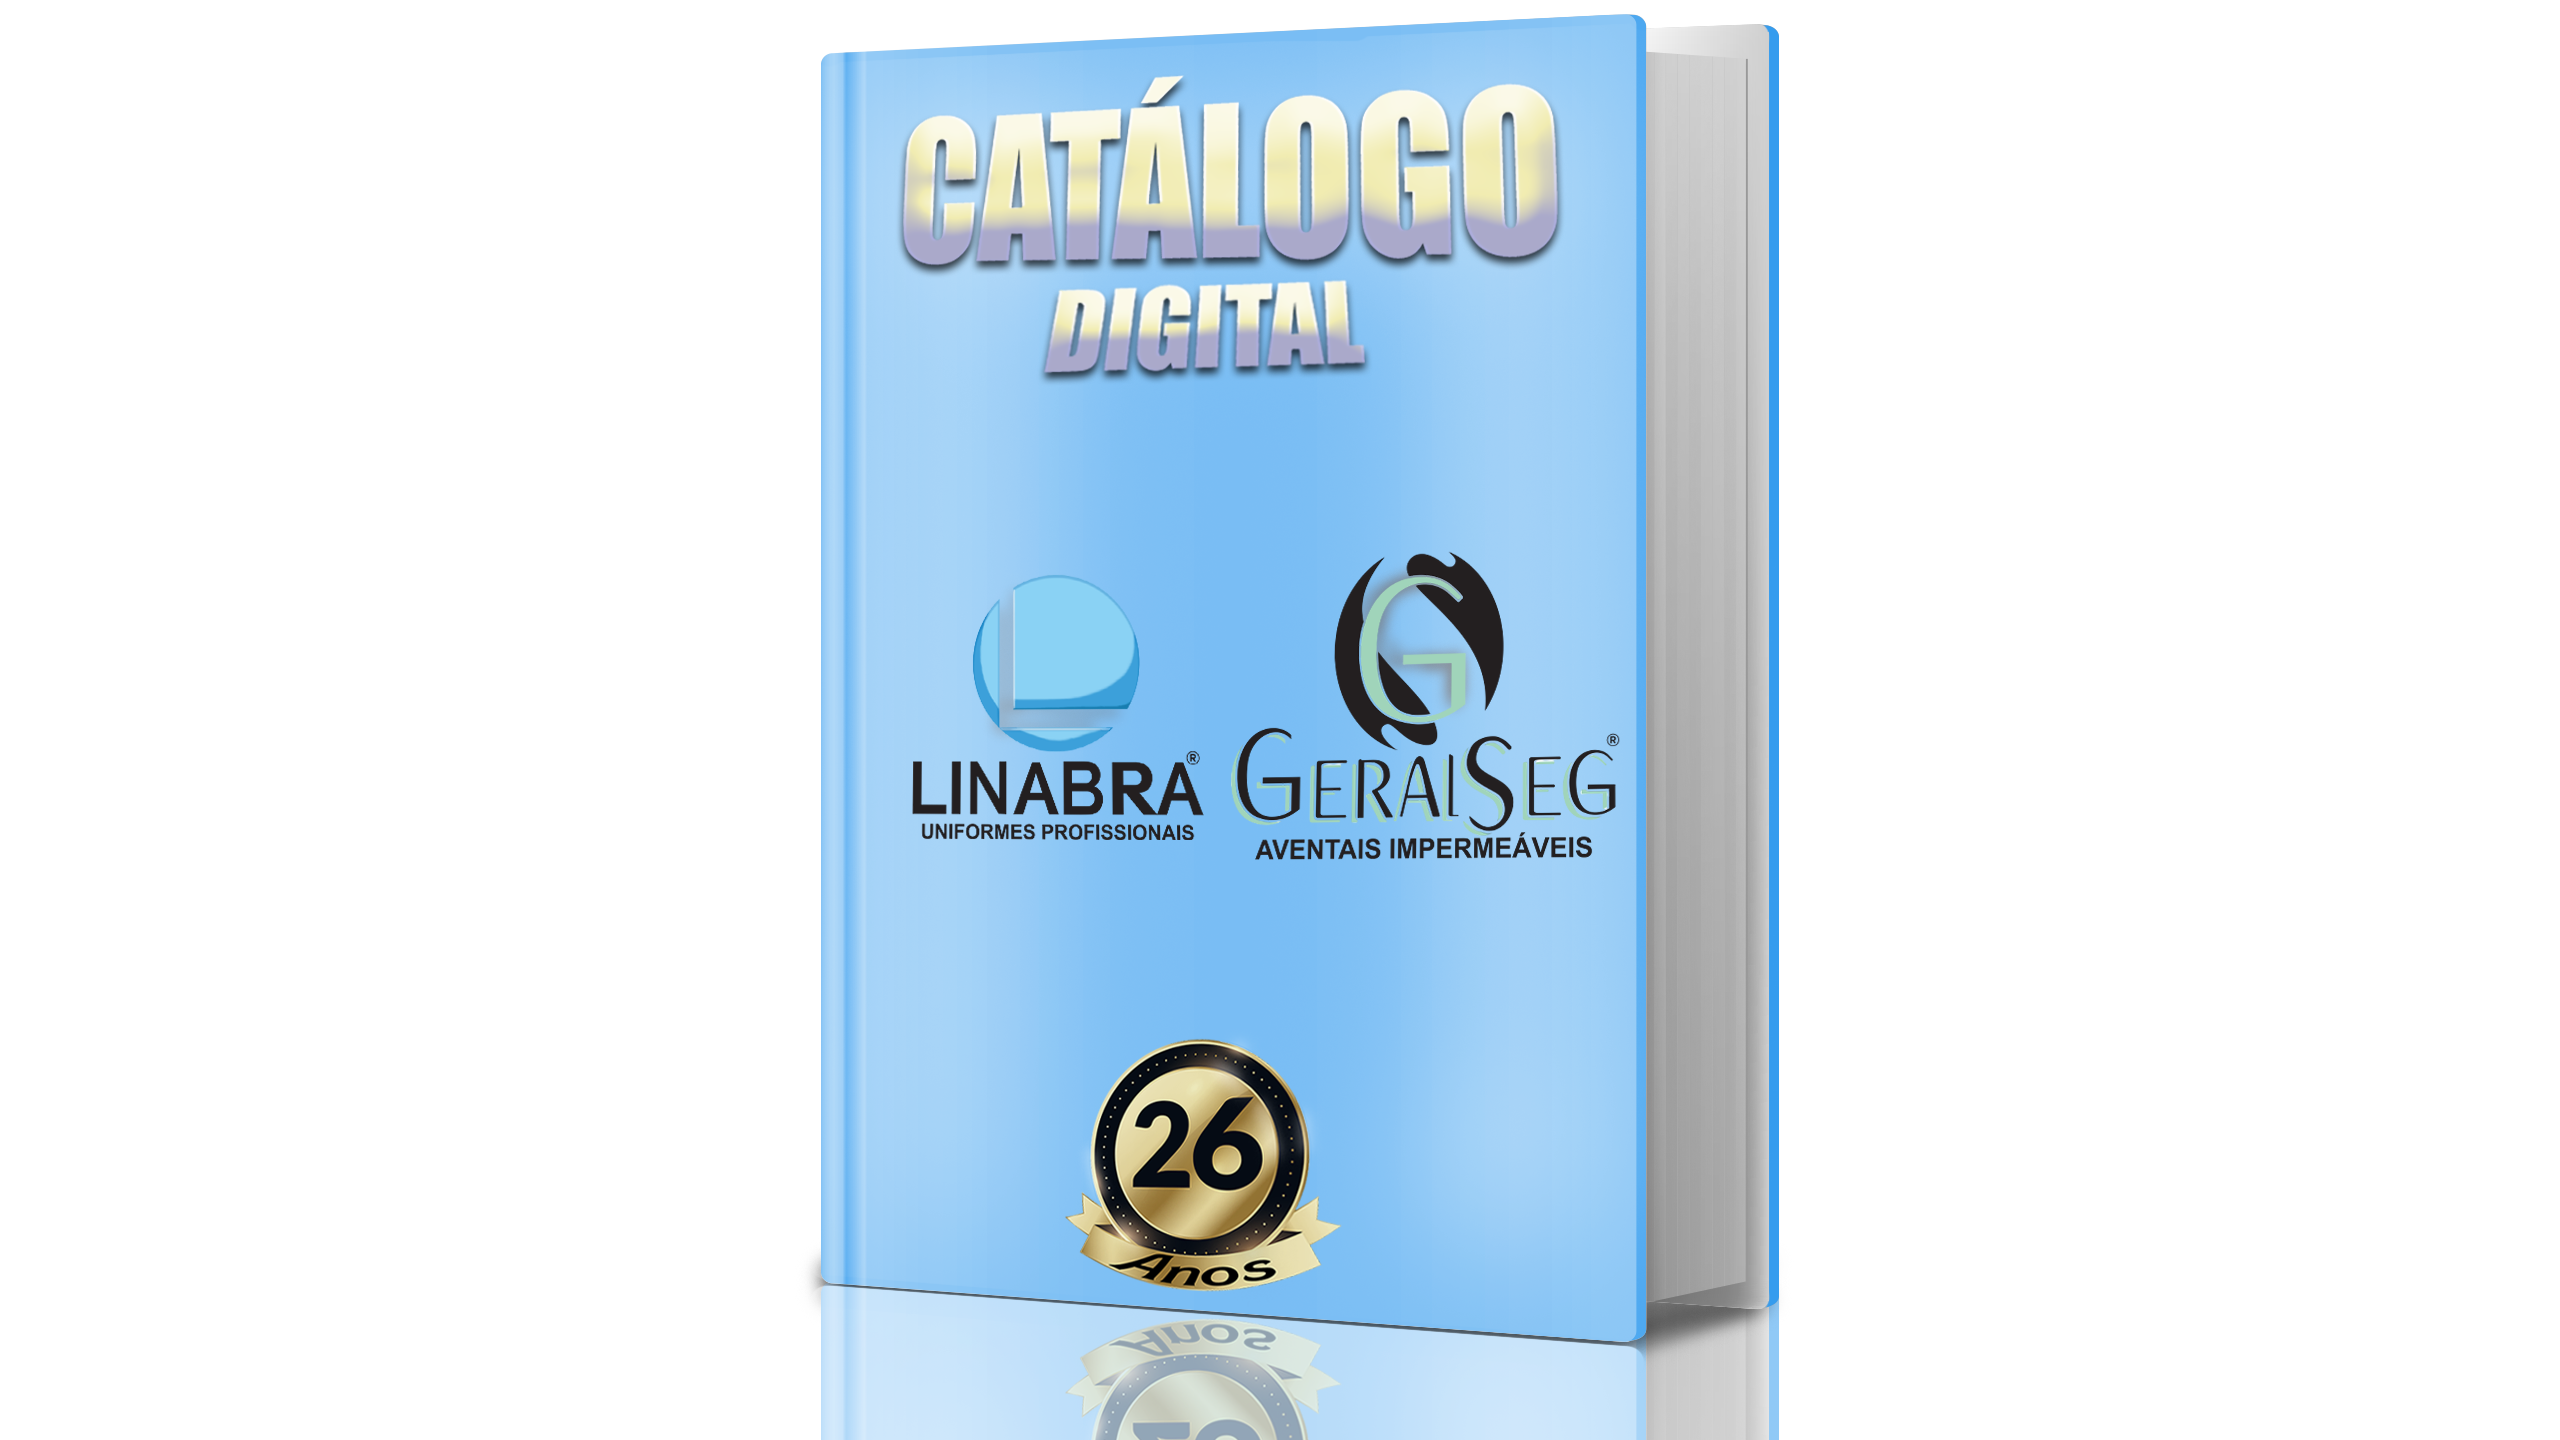 CATÁLOGO
DIGITAL
L
G
LINABRA®
UNIFORMES PROFISSIONAIS
GERAISEG®
AVENTAIS IMPERMEÁVEIS
26
Anos